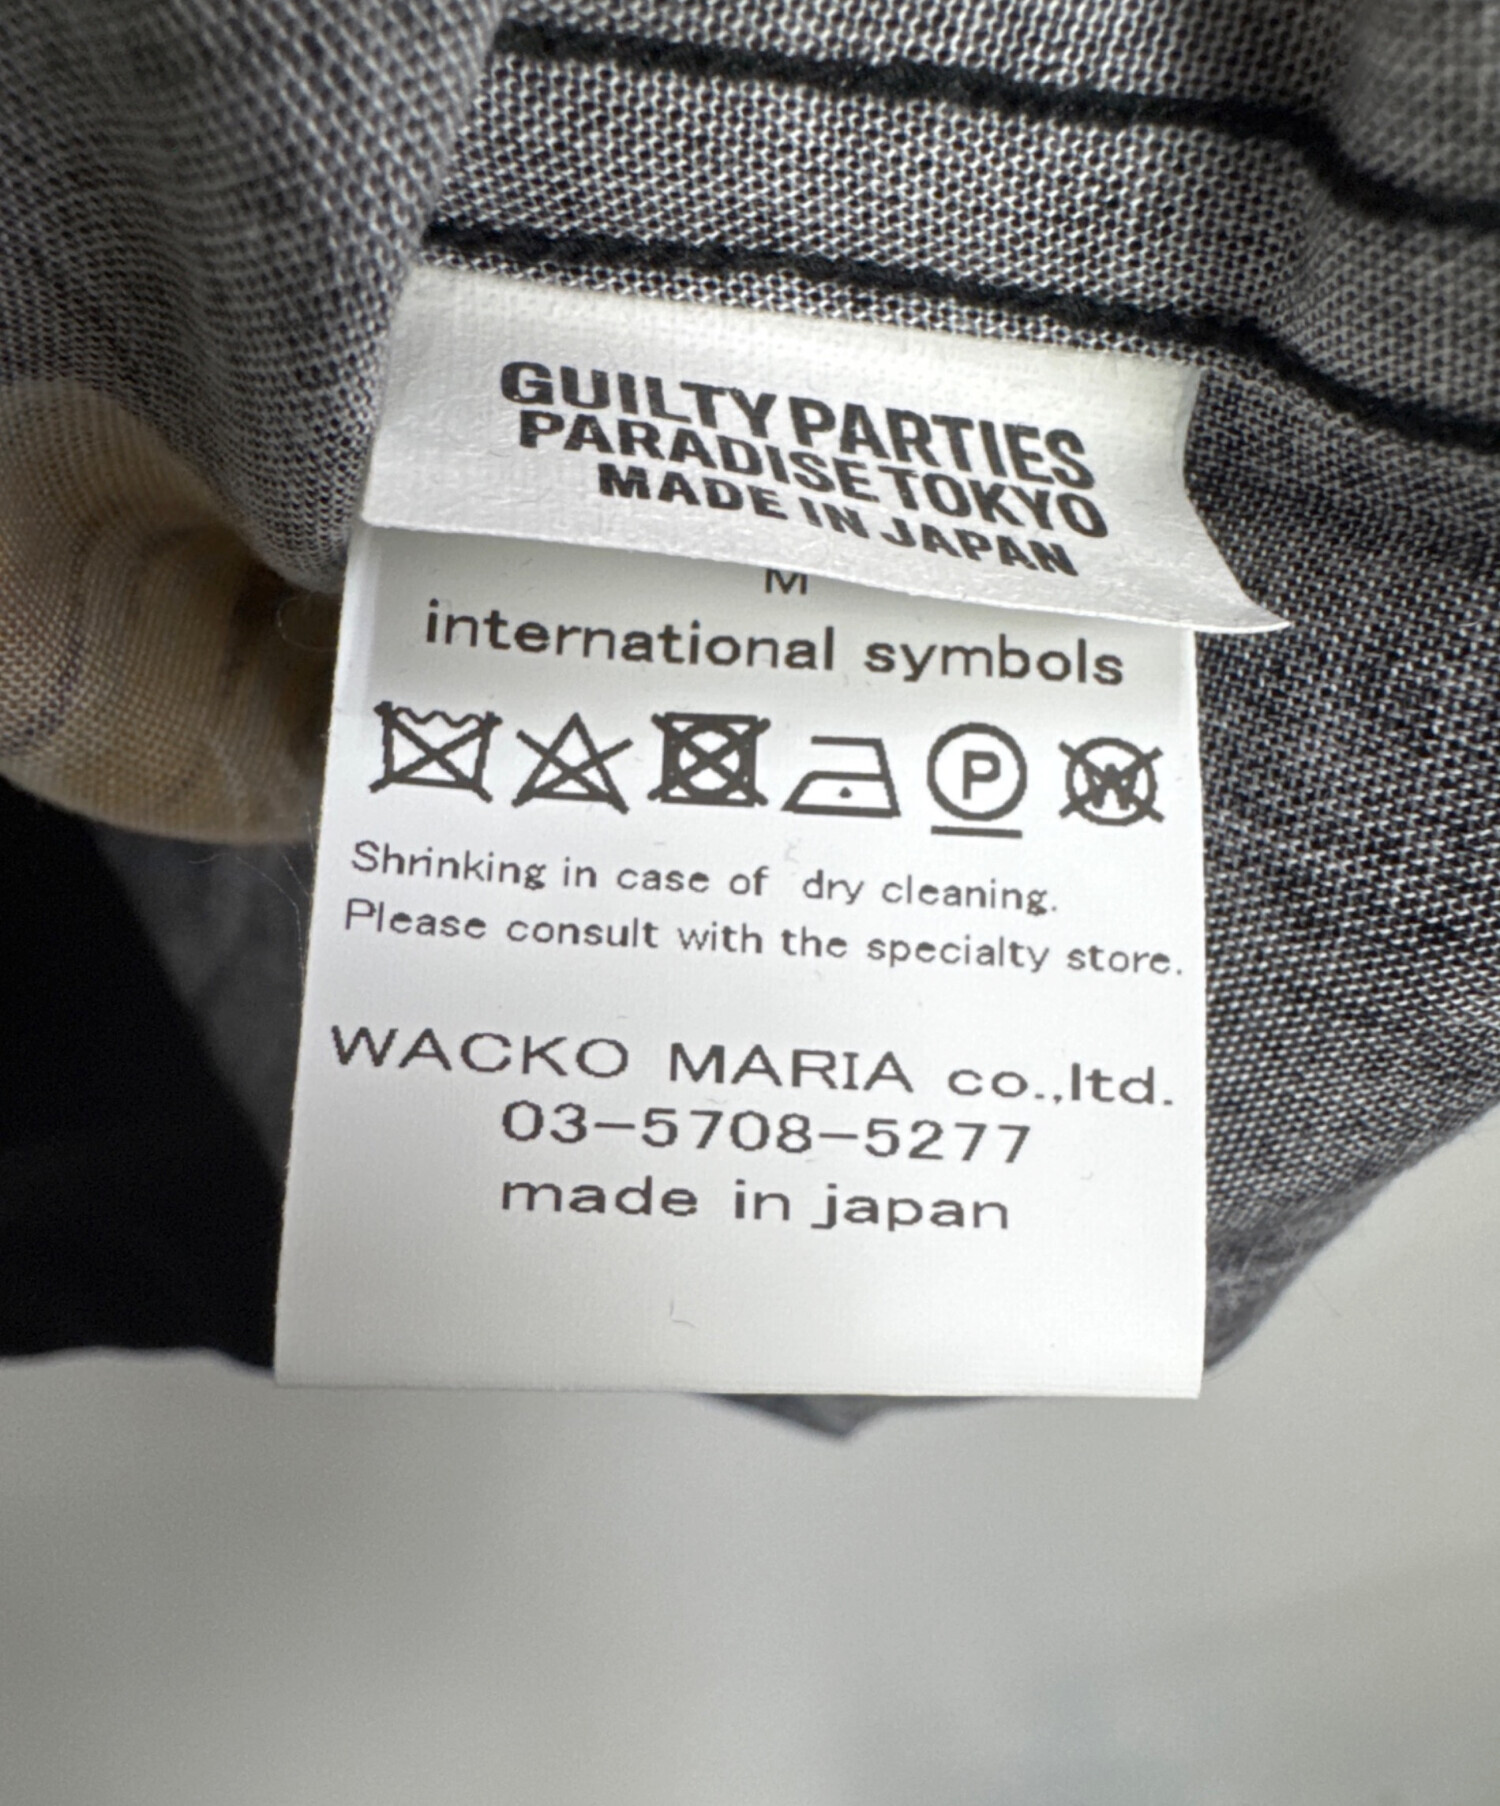 GUILTY PARTIES
PARADISE TOKYO
MADE IN JAPAN
M
international symbols
P W
Shrinking in case of dry cleaning.
Please consult with the specialty store.
WACKO MARIA co.,ltd.
03-5708-5277
made in japan